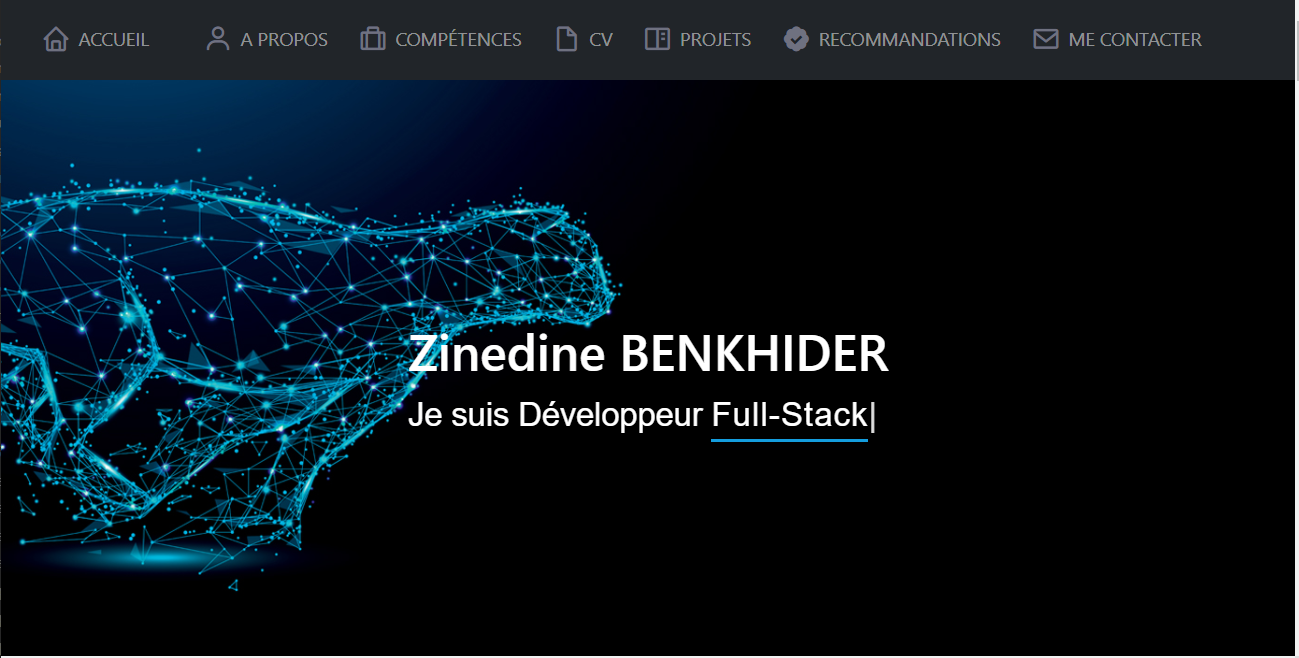 ACCUEIL A PROPOS COMPÉTENCES CV PROJETS RECOMMANDATIONS ME CONTACTER
Zinedine BENKHIDER
Je suis Développeur Full-Stack|